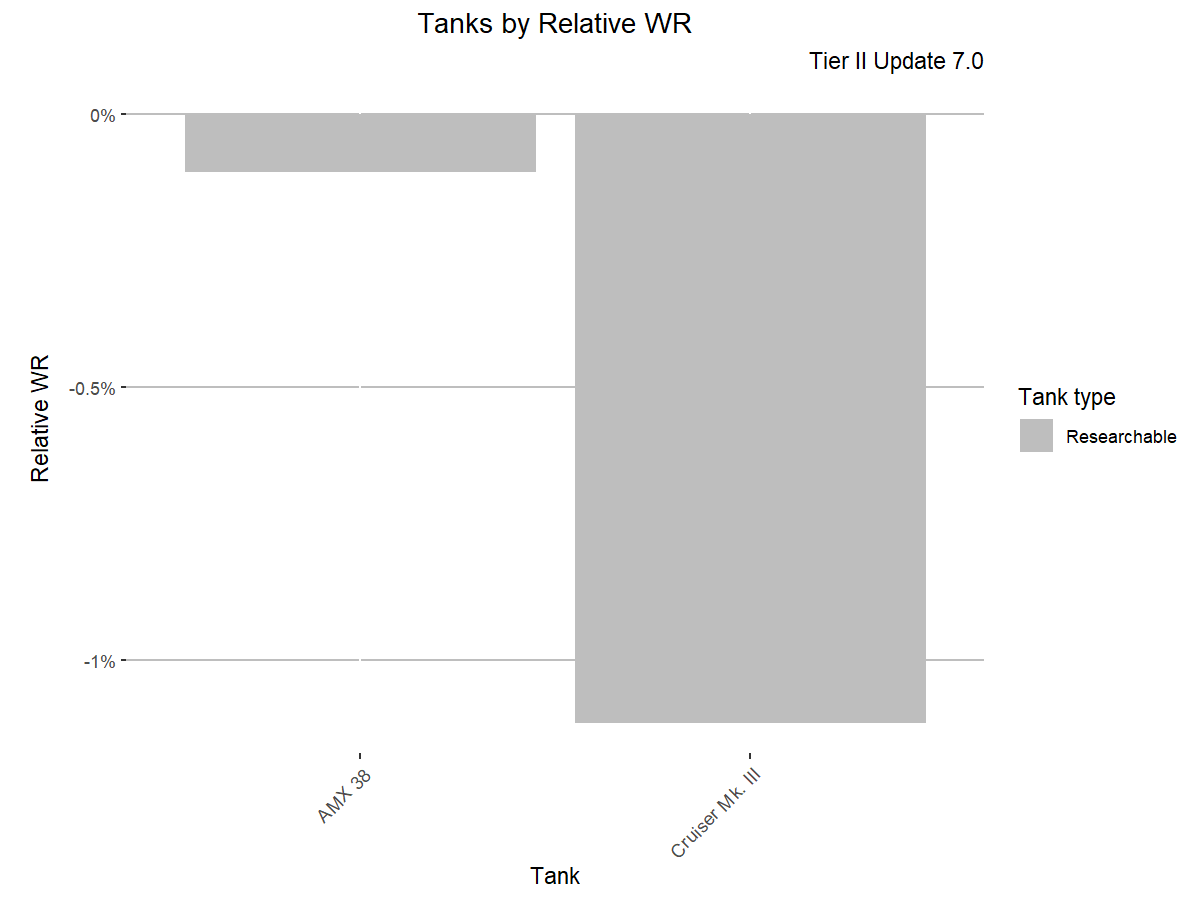 Tanks by Relative WR
Tier II Update 7.0
0%
-0.5%
-1%
Relative WR
AMX 38
Cruiser Mk. III
Tank
Tank type
Researchable